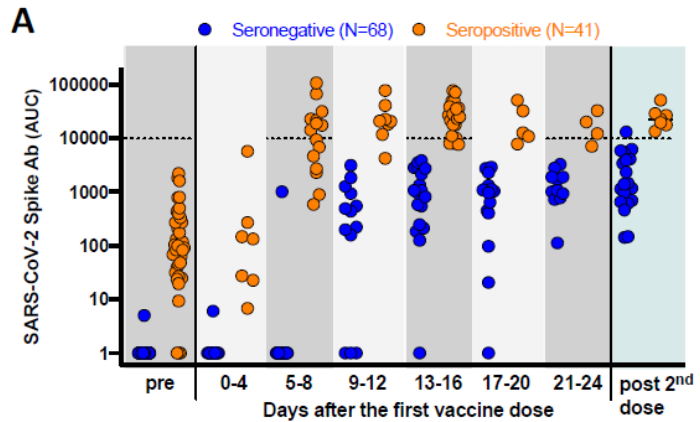 A
Seronegative (N=68) Seropositive (N=41)
SARS-CoV-2 Spike Ab (AUC)
100000
10000
1000
100
10
1
pre 0-4 5-8 9-12 13-16 17-20 21-24 post 2nd dose
Days after the first vaccine dose